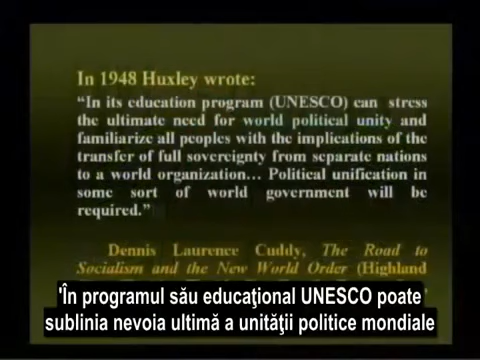 In 1948 Huxley wrote:
“In its education program (UNESCO) can stress
the ultimate need for world political unity and
familiarize all peoples with the implications of the
transfer of full sovereignty from separate nations
to a world organization... Political unification in
some sort of world government will be
required.”
Dennis Laurence Cuddy, The Road to
Socialism and the New World Order (Highland
'În programul său educaţional UNESCO poate
sublinia nevoia ultimă a unităţii politice mondiale